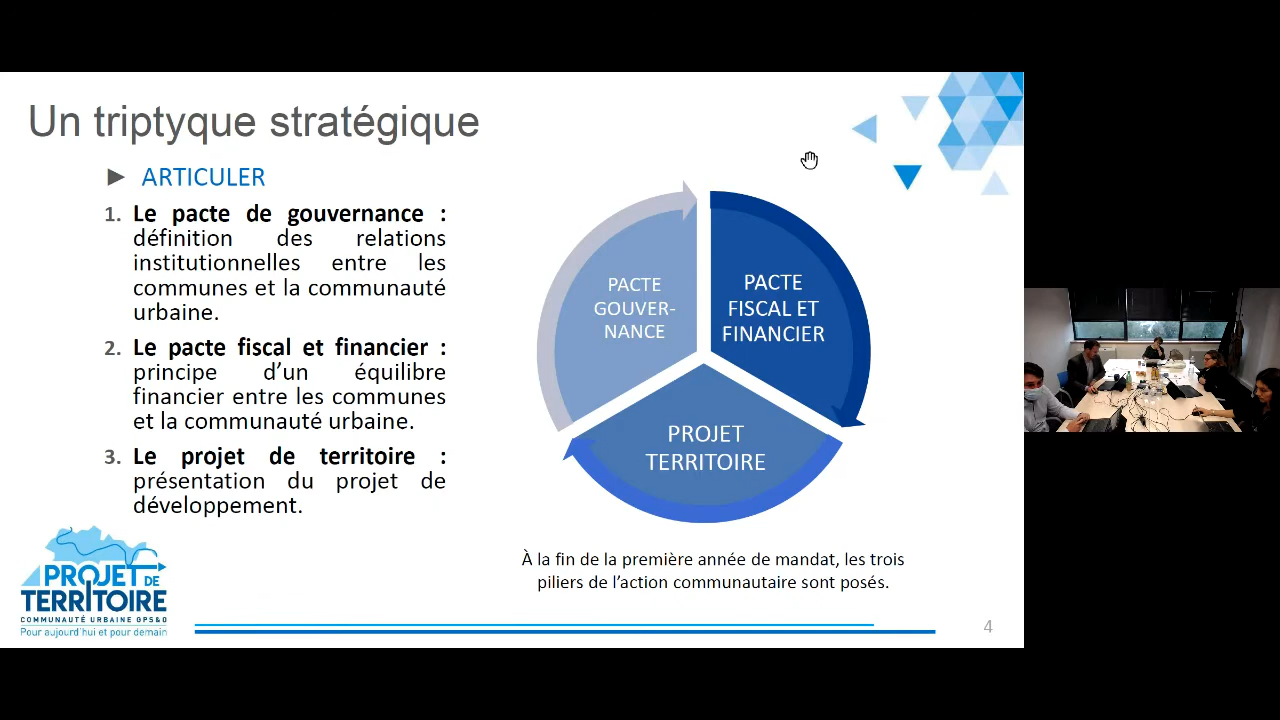 Un triptyque stratégique
► ARTICULER
1. Le pacte de gouvernance :
définition des relations
institutionnelles entre les
communes et la communauté
urbaine.
2. Le pacte fiscal et financier :
principe d’un équilibre
financier entre les communes
et la communauté urbaine.
3. Le projet de territoire :
présentation du projet de
développement.
PACTE
GOUVER-
NANCE
PACTE
FISCAL ET
FINANCIER
PROJET
TERRITOIRE
À la fin de la première année de mandat, les trois
piliers de l’action communautaire sont posés.
PROJET DE
TERRITOIRE
COMMUNAUTÉ URBAINE GPS&O
Pour aujourd'hui et pour demain
4